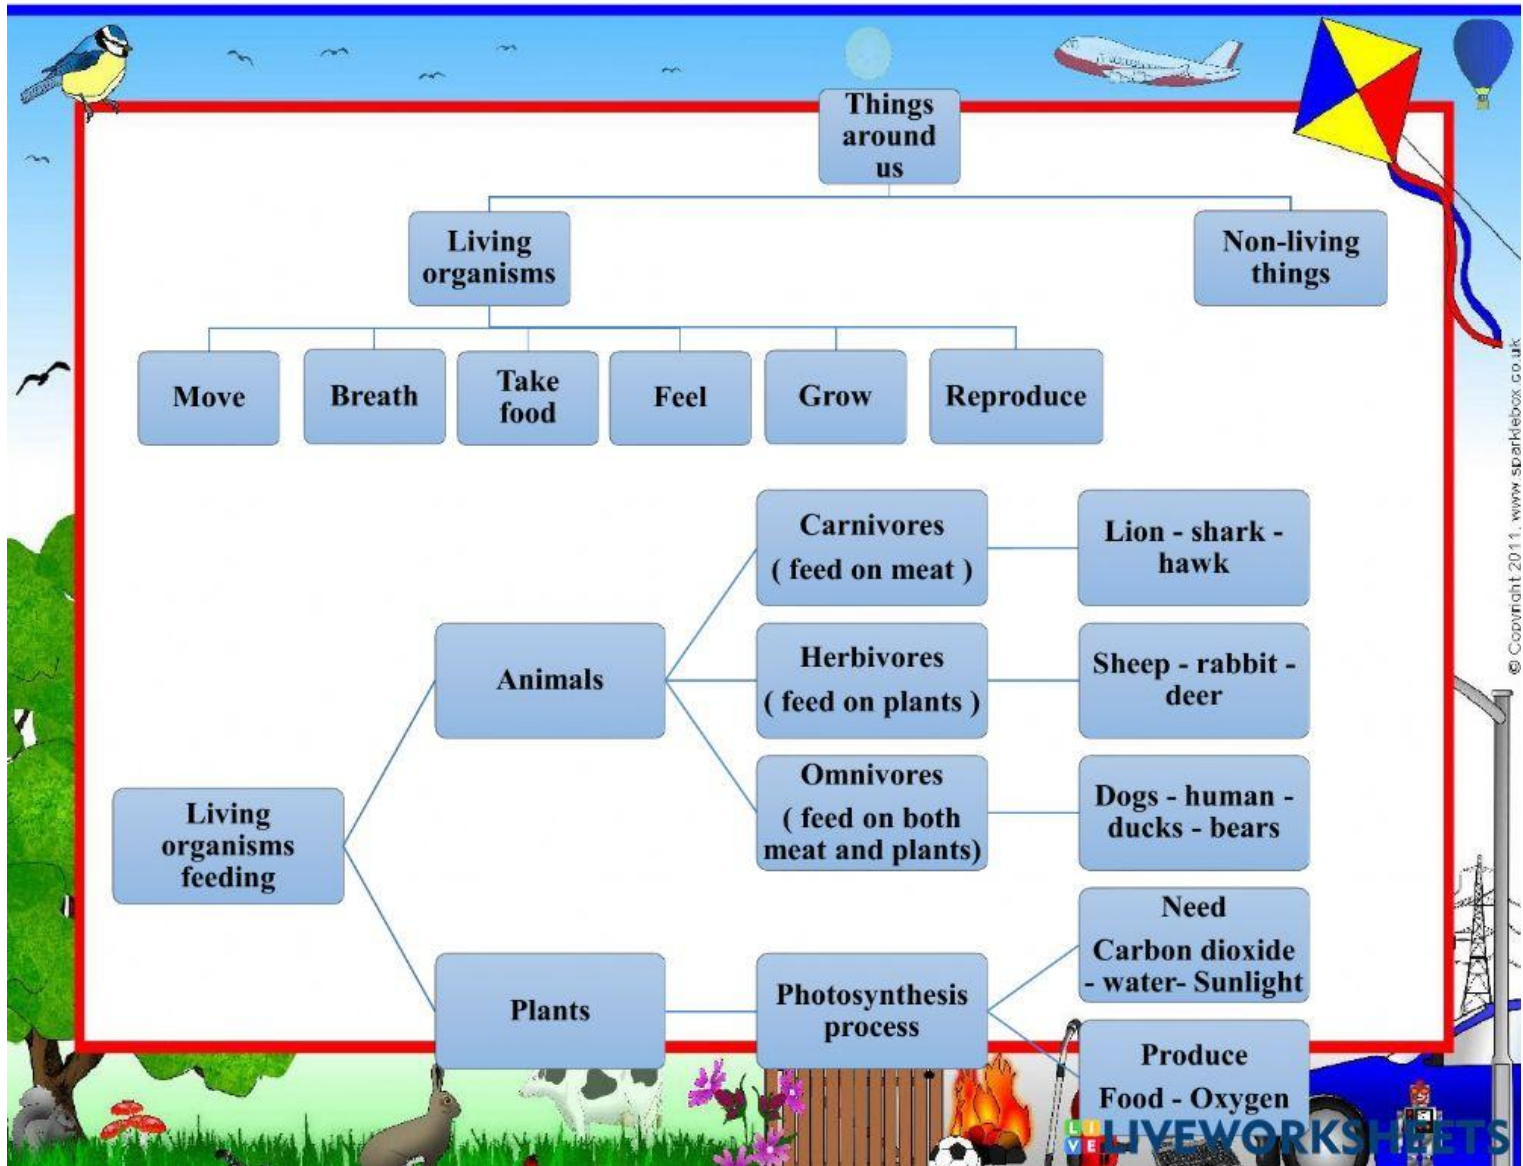 Things
around
us
Living
organisms
Non-living
things
Move
Breath
Take
food
Feel
Grow
Reproduce
Carnivores
( feed on meat )
Lion - shark -
hawk
Animals
Herbivores
( feed on plants )
Sheep - rabbit -
deer
Omnivores
( feed on both
meat and plants)
Dogs - human -
ducks - bears
Living
organisms
feeding
Plants
Photosynthesis
process
Need
Carbon dioxide
- water- Sunlight
Produce
Food - Oxygen
© Copyright 2011, www.sparklebox.co.uk
LIVE LIVEWORKSHEETS